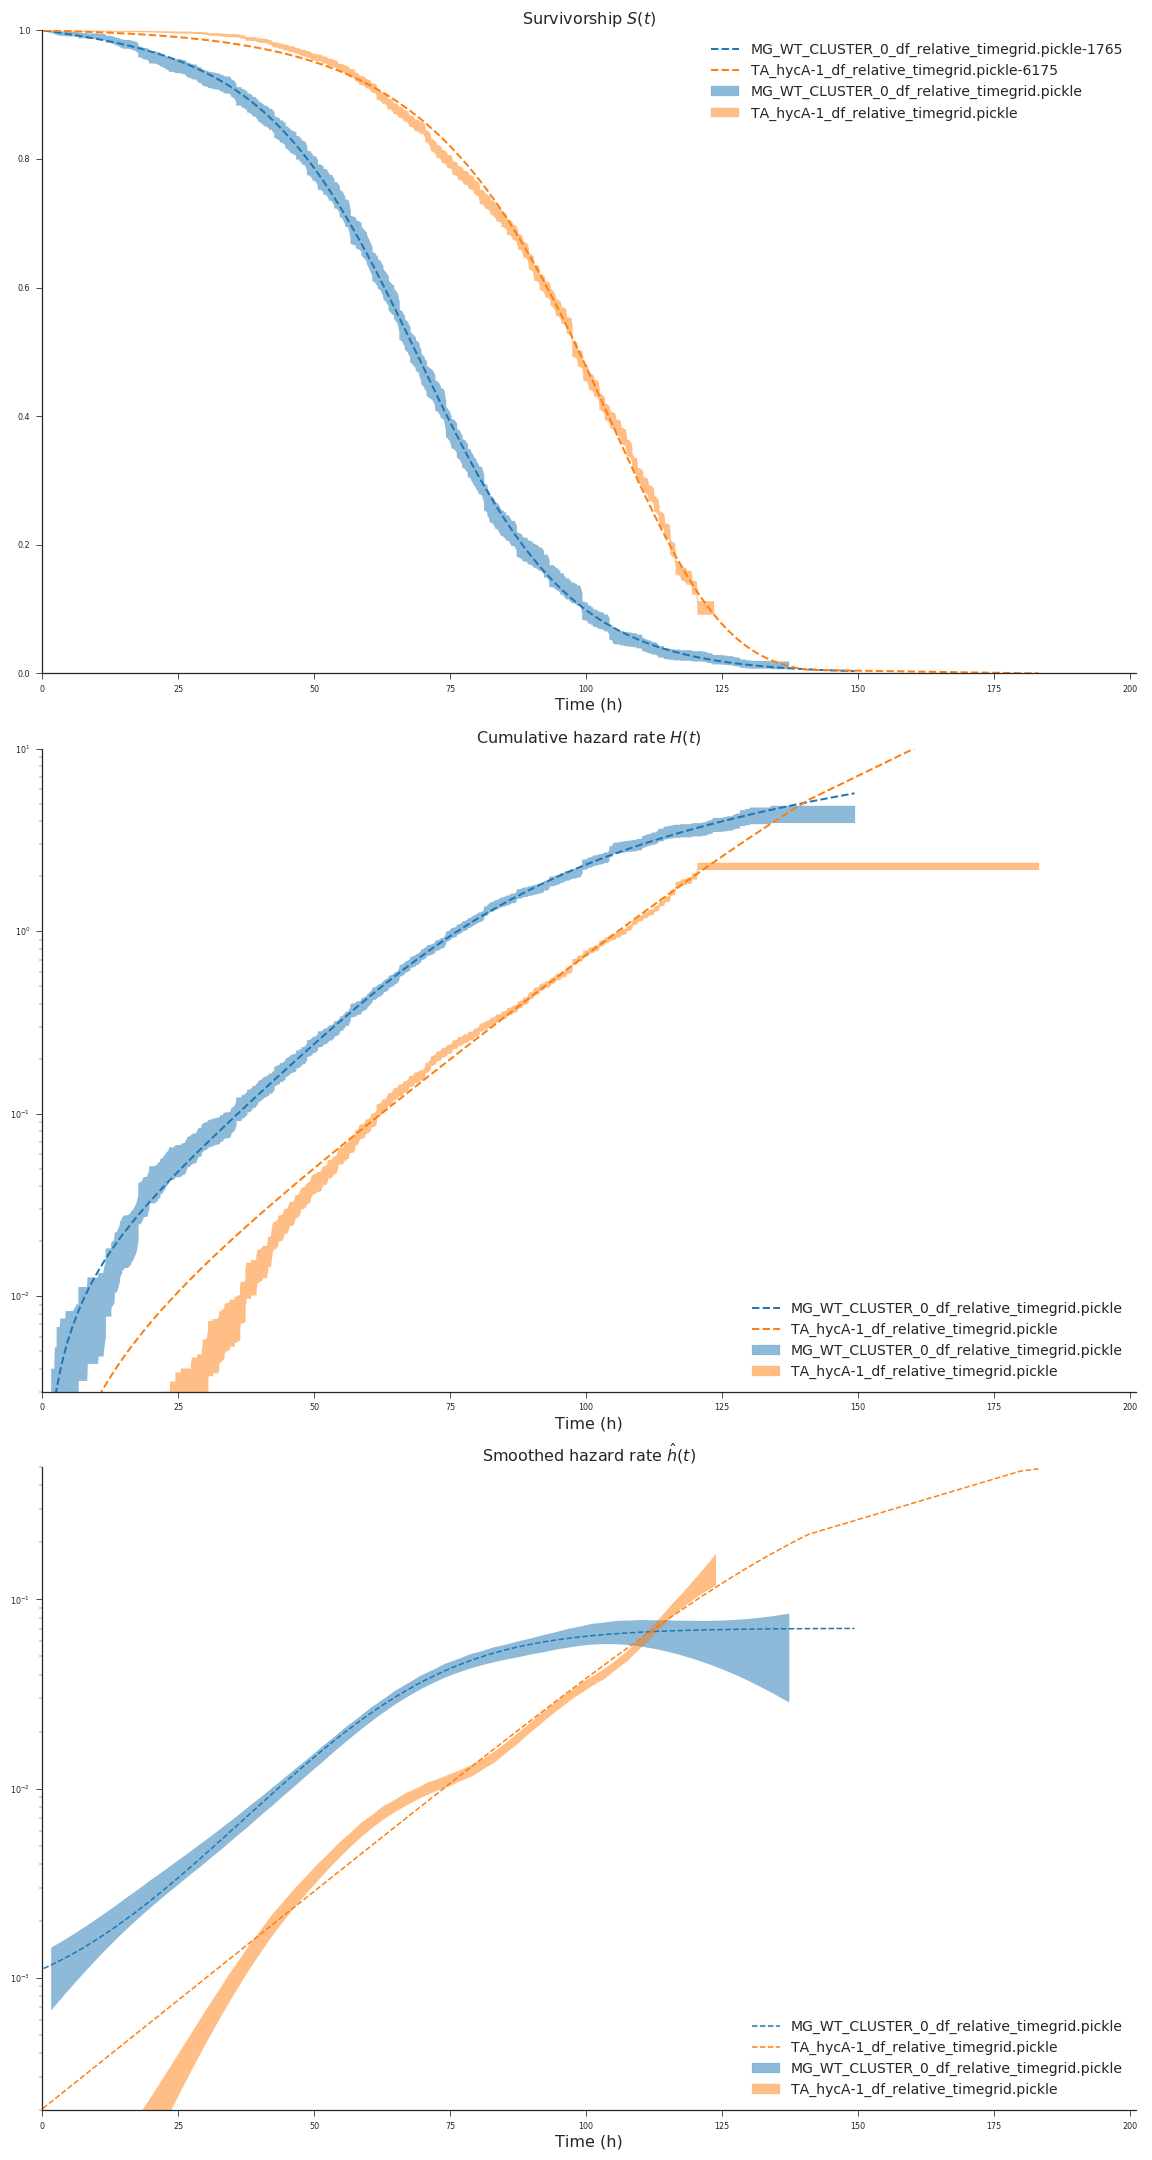 Survivorship S(t)
1.0
0.8
0.6
0.4
0.2
0.0
MG_WT_CLUSTER_0_df_relative_timegrid.pickle-1765
TA_hycA-1_df_relative_timegrid.pickle-6175
MG_WT_CLUSTER_0_df_relative_timegrid.pickle
TA_hycA-1_df_relative_timegrid.pickle
0 25 50 75 100 125 150 175 200
Time (h)
Cumulative hazard rate H(t)
10¹
10⁰
10⁻¹
10⁻²
MG_WT_CLUSTER_0_df_relative_timegrid.pickle
TA_hycA-1_df_relative_timegrid.pickle
MG_WT_CLUSTER_0_df_relative_timegrid.pickle
TA_hycA-1_df_relative_timegrid.pickle
0 25 50 75 100 125 150 175 200
Time (h)
Smoothed hazard rate ĥ(t)
10⁻¹
10⁻²
10⁻³
MG_WT_CLUSTER_0_df_relative_timegrid.pickle
TA_hycA-1_df_relative_timegrid.pickle
MG_WT_CLUSTER_0_df_relative_timegrid.pickle
TA_hycA-1_df_relative_timegrid.pickle
0 25 50 75 100 125 150 175 200
Time (h)